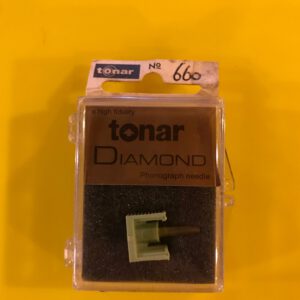 tonar
No
660
a high fidelity
tonar
DIAMOND
Phonograph needle